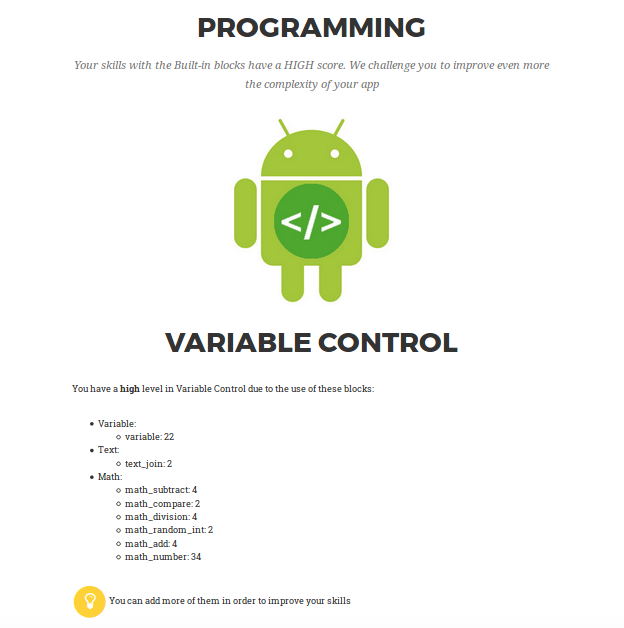 PROGRAMMING
Your skills with the Built-in blocks have a HIGH score. We challenge you to improve even more
the complexity of your app
</>
VARIABLE CONTROL
You have a high level in Variable Control due to the use of these blocks:
Variable:
variable: 22
Text:
text_join: 2
Math:
math_subtract: 4
math_compare: 2
math_division: 4
math_random_int: 2
math_add: 4
math_number: 34
You can add more of them in order to improve your skills